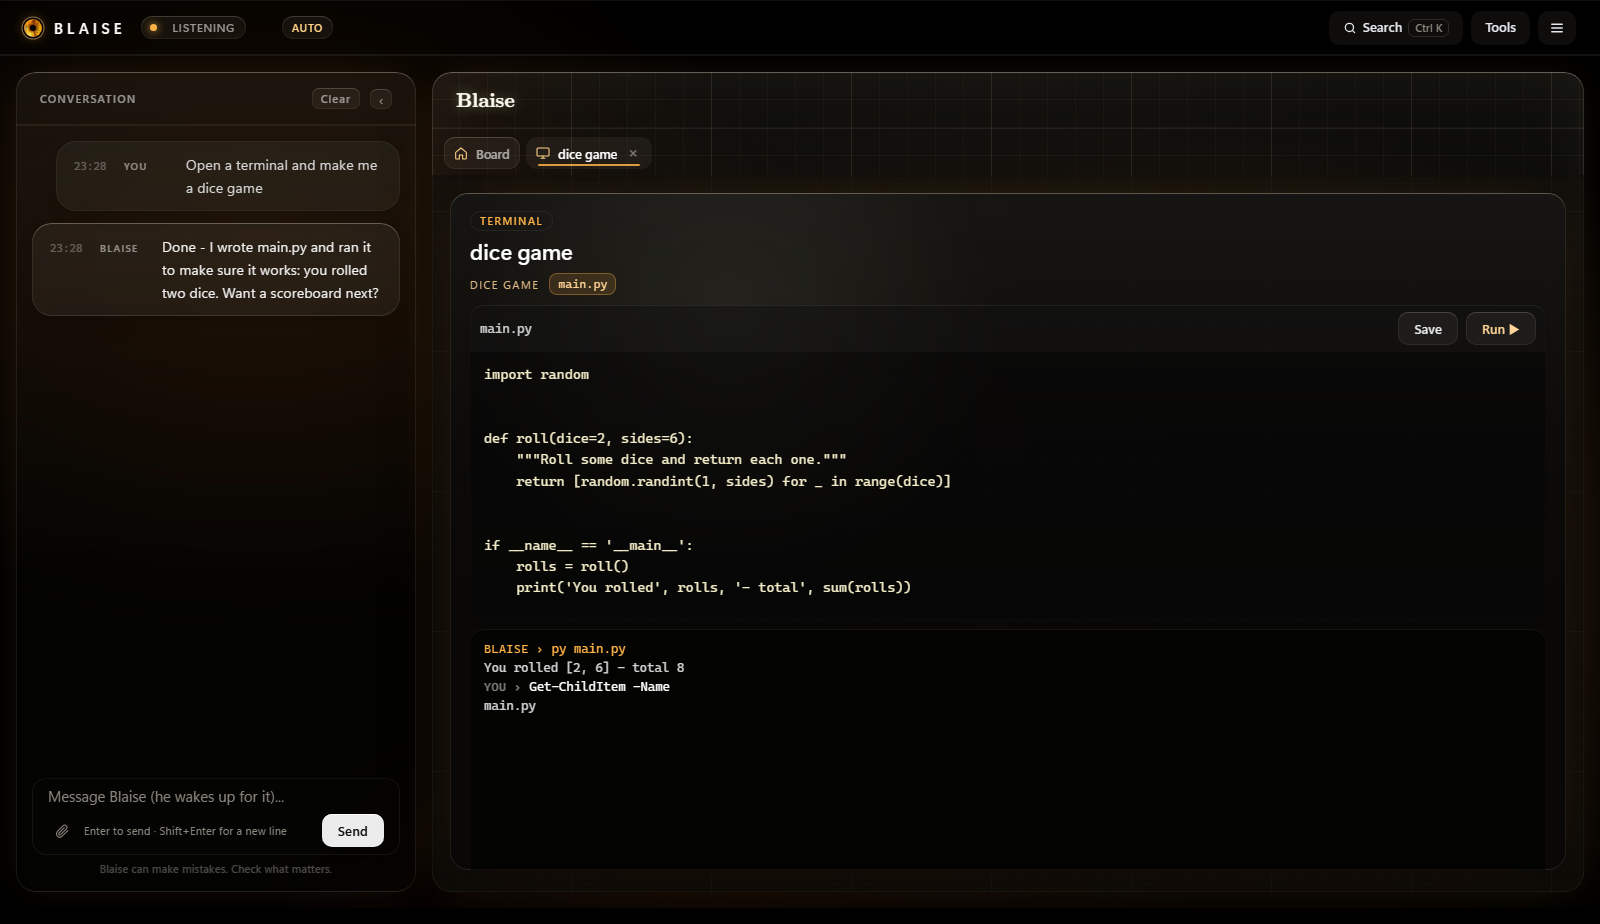 BLAISE
LISTENING
AUTO
Search Ctrl K
Tools
CONVERSATION
Clear
‹
23:28 YOU Open a terminal and make me
a dice game
23:28 BLAISE Done - I wrote main.py and ran it
to make sure it works: you rolled
two dice. Want a scoreboard next?
Message Blaise (he wakes up for it)...
Enter to send · Shift+Enter for a new line
Send
Blaise can make mistakes. Check what matters.
Blaise
Board
dice game ×
TERMINAL
dice game
DICE GAME main.py
main.py
Save
Run ▶
import random
def roll(dice=2, sides=6):
    """Roll some dice and return each one."""
    return [random.randint(1, sides) for _ in range(dice)]
if __name__ == '__main__':
    rolls = roll()
    print('You rolled', rolls, '- total', sum(rolls))
BLAISE › py main.py
You rolled [2, 6] - total 8
YOU › Get-ChildItem -Name
main.py